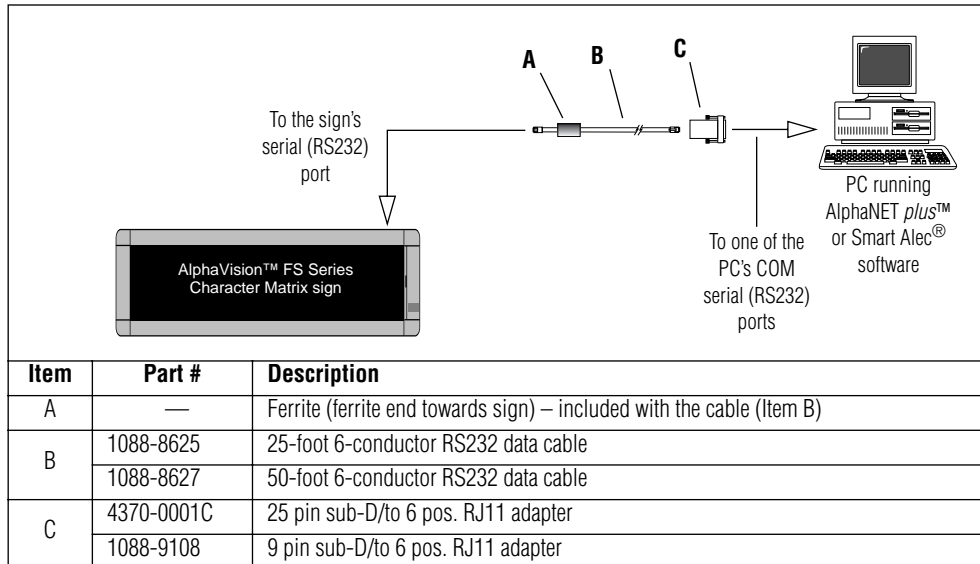 A
B
C
To the sign's
serial (RS232)
port
AlphaVision™ FS Series
Character Matrix sign
To one of the
PC's COM
serial (RS232)
ports
PC running
AlphaNET plus™
or Smart Alec®
software
Item Part # Description
A — Ferrite (ferrite end towards sign) – included with the cable (Item B)
B
1088-8625 25-foot 6-conductor RS232 data cable
1088-8627 50-foot 6-conductor RS232 data cable
C
4370-0001C 25 pin sub-D/to 6 pos. RJ11 adapter
1088-9108 9 pin sub-D/to 6 pos. RJ11 adapter